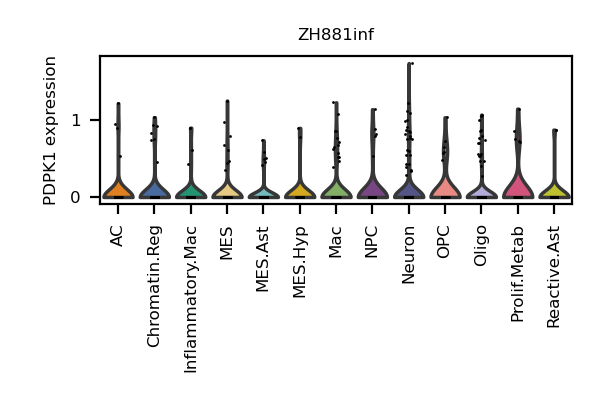 ZH881inf
PDPK1 expression
1
0
AC
Chromatin.Reg
Inflammatory.Mac
MES
MES.Ast
MES.Hyp
Mac
NPC
Neuron
OPC
Oligo
Prolif.Metab
Reactive.Ast